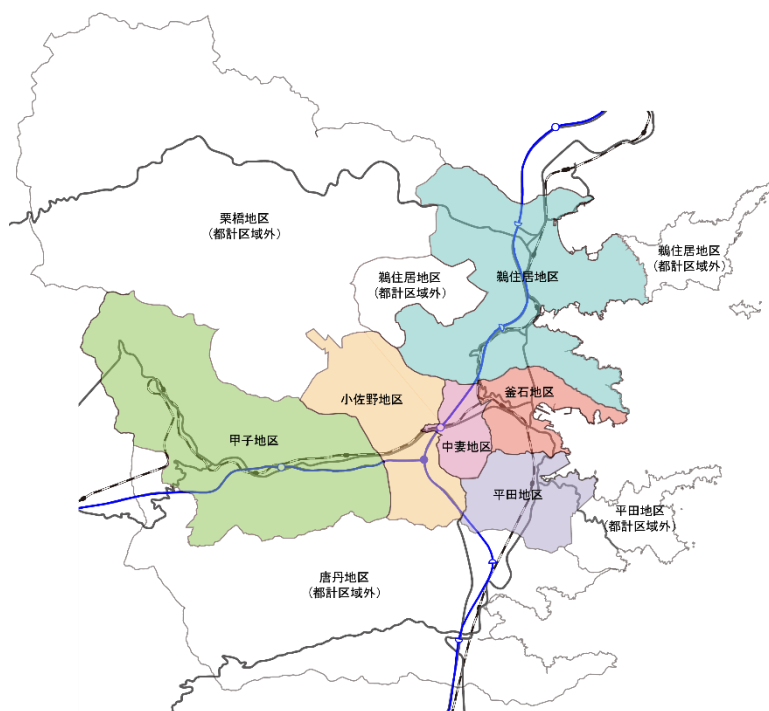 栗橋地区
(都計区域外)
鵜住居地区
(都計区域外)
鵜住居地区
鵜住居地区
(都計区域外)
小佐野地区
釜石地区
甲子地区
中妻地区
平田地区
平田地区
(都計区域外)
唐丹地区
(都計区域外)